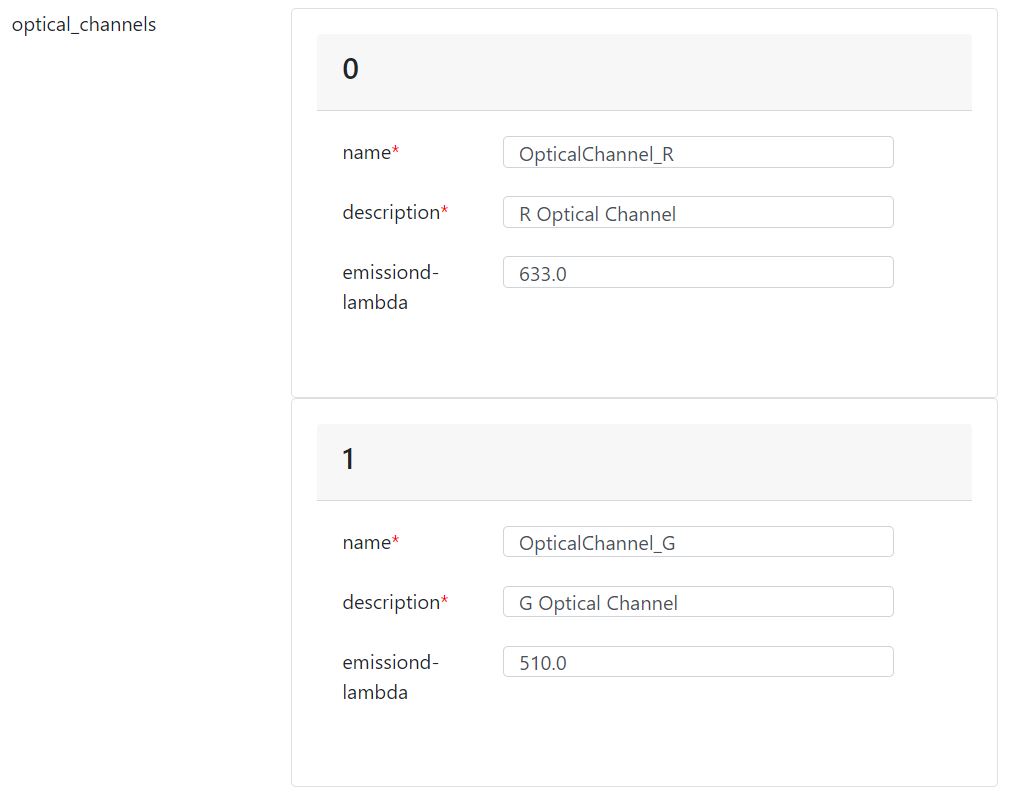 optical_channels
0
name*
OpticalChannel_R
description*
R Optical Channel
emissiond-
lambda
633.0
1
name*
OpticalChannel_G
description*
G Optical Channel
emissiond-
lambda
510.0